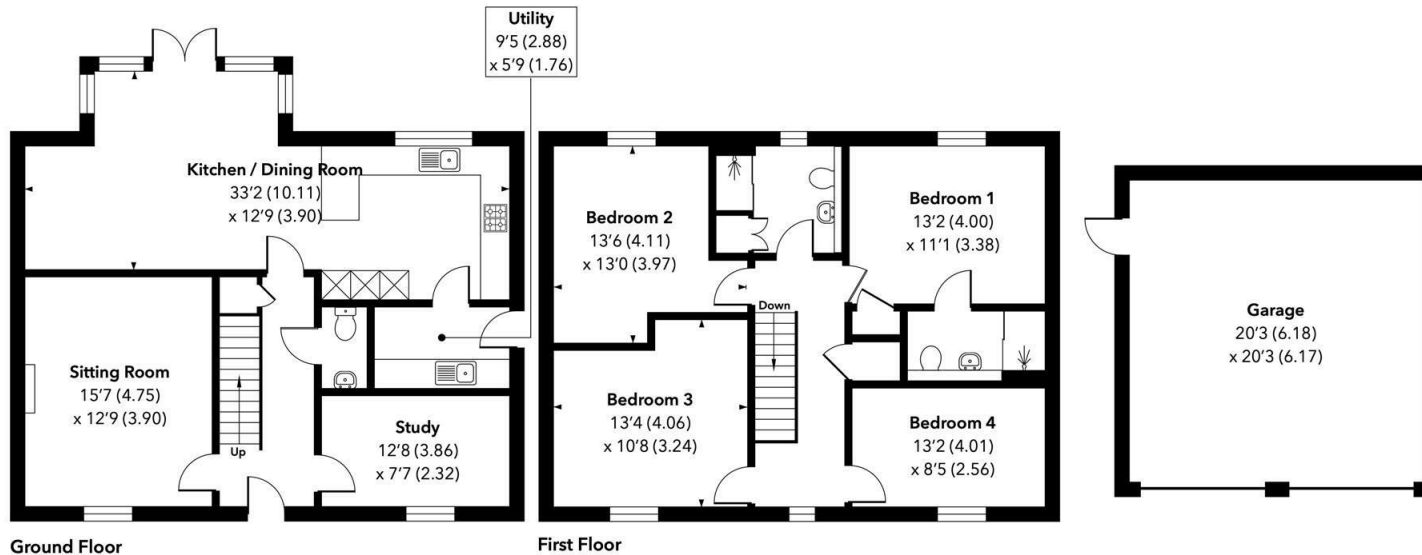 Utility
9'5 (2.88)
x 5'9 (1.76)
Kitchen / Dining Room
33'2 (10.11)
x 12'9 (3.90)
Sitting Room
15'7 (4.75)
x 12'9 (3.90)
Up
Study
12'8 (3.86)
x 7'7 (2.32)
Ground Floor
Bedroom 2
13'6 (4.11)
x 13'0 (3.97)
Bedroom 1
13'2 (4.00)
x 11'1 (3.38)
Down
Bedroom 3
13'4 (4.06)
x 10'8 (3.24)
Bedroom 4
13'2 (4.01)
x 8'5 (2.56)
First Floor
Garage
20'3 (6.18)
x 20'3 (6.17)